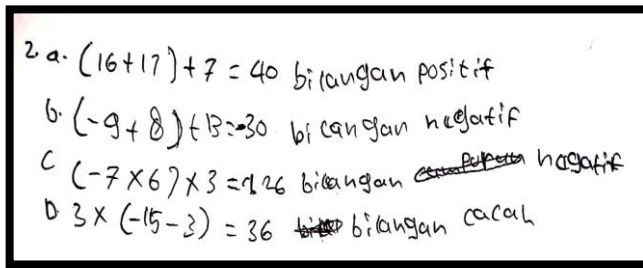 2. a. (16+17)+7 = 40 bilangan positif
b. (-9+8)+13=-30 bilangan negatif
C (-7×6)×3=-126 bilangan negatif
D. 3×(-15-3) = 36 bilangan cacah